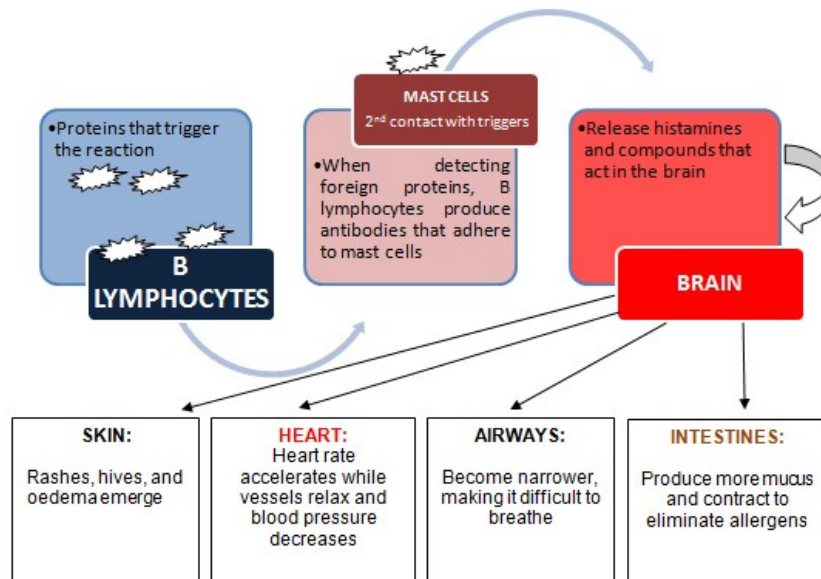 •Proteins that trigger
the reaction
B
LYMPHOCYTES
MAST CELLS
2nd contact with triggers
•When detecting
foreign proteins, B
lymphocytes produce
antibodies that adhere
to mast cells
•Release histamines
and compounds that
act in the brain
BRAIN
SKIN:
Rashes, hives, and
oedema emerge
HEART:
Heart rate
accelerates while
vessels relax and
blood pressure
decreases
AIRWAYS:
Become narrower,
making it difficult to
breathe
INTESTINES:
Produce more mucus
and contract to
eliminate allergens